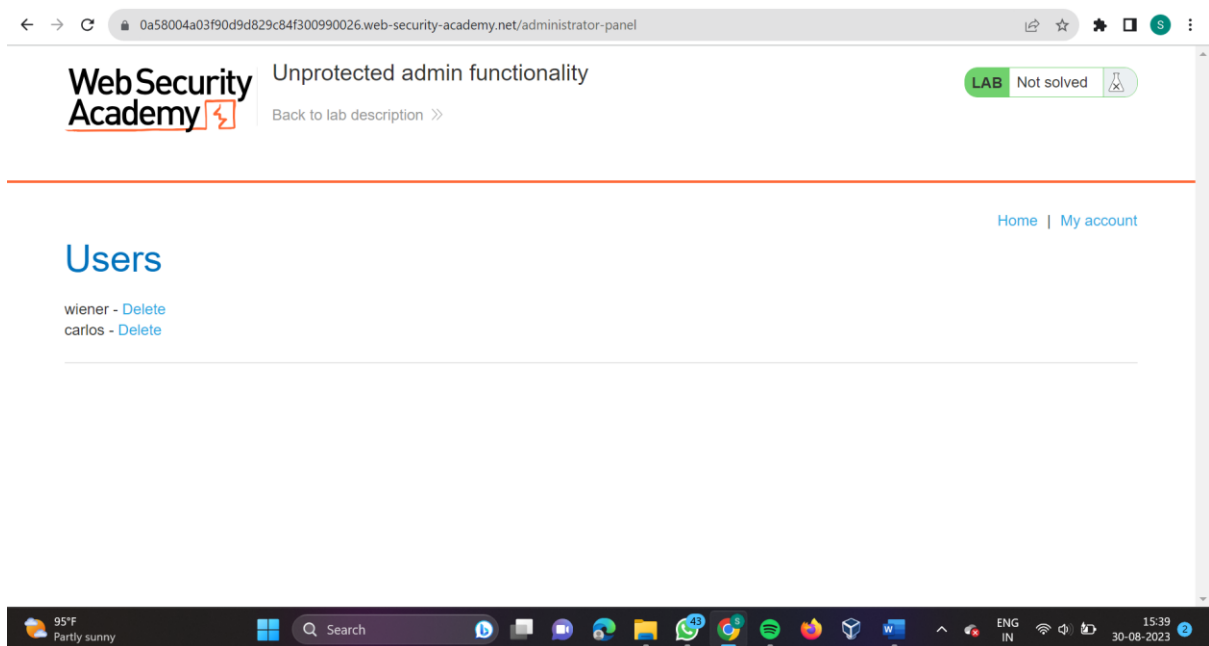 0a58004a03f90d9d829c84f300990026.web-security-academy.net/administrator-panel
S
Web Security
Academy
Unprotected admin functionality
Back to lab description
LAB Not solved
Home | My account
Users
wiener - Delete
carlos - Delete
95°F
Partly sunny
Search
43
S
W
ENG
IN
15:39
30-08-2023
2